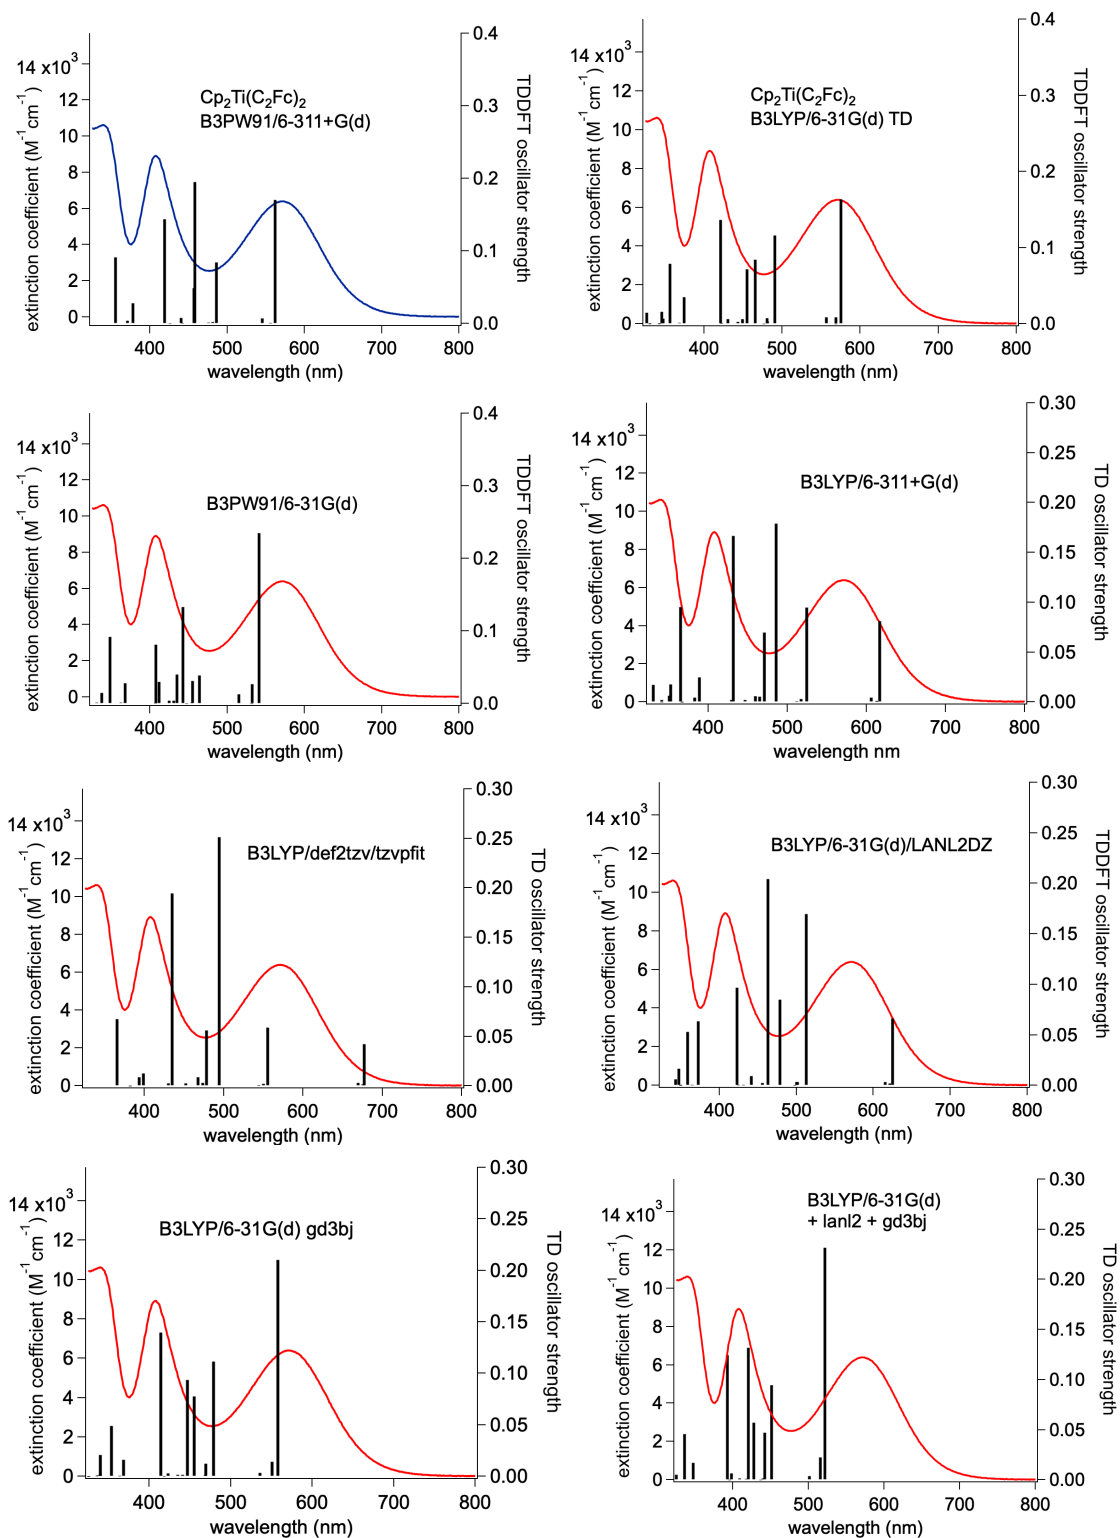 14 x10³
12
10
8
6
4
2
0
extinction coefficient (M⁻¹ cm⁻¹)
Cp₂Ti(C₂Fc)₂
B3PW91/6-311+G(d)
0.4
0.3
0.2
0.1
0.0
TDDFT oscillator strength
400 500 600 700 800
wavelength (nm)
14 x10³
12
10
8
6
4
2
0
extinction coefficient (M⁻¹ cm⁻¹)
Cp₂Ti(C₂Fc)₂
B3LYP/6-31G(d) TD
0.4
0.3
0.2
0.1
0.0
TDDFT oscillator strength
400 500 600 700 800
wavelength (nm)
14 x10³
12
10
8
6
4
2
0
extinction coefficient (M⁻¹ cm⁻¹)
B3PW91/6-31G(d)
0.4
0.3
0.2
0.1
0.0
TDDFT oscillator strength
400 500 600 700 800
wavelength (nm)
14 x10³
12
10
8
6
4
2
0
extinction coefficient (M⁻¹ cm⁻¹)
B3LYP/6-311+G(d)
0.30
0.25
0.20
0.15
0.10
0.05
0.00
TD oscillator strength
400 500 600 700 800
wavelength nm
14 x10³
12
10
8
6
4
2
0
extinction coefficient (M⁻¹ cm⁻¹)
B3LYP/def2tzv/tzvpfit
0.30
0.25
0.20
0.15
0.10
0.05
0.00
TD oscillator strength
400 500 600 700 800
wavelength (nm)
14 x10³
12
10
8
6
4
2
0
extinction coefficient (M⁻¹ cm⁻¹)
B3LYP/6-31G(d)/LANL2DZ
0.30
0.25
0.20
0.15
0.10
0.05
0.00
TDDFT oscillator strength
400 500 600 700 800
wavelength (nm)
14 x10³
12
10
8
6
4
2
0
extinction coefficient (M⁻¹ cm⁻¹)
B3LYP/6-31G(d) gd3bj
0.30
0.25
0.20
0.15
0.10
0.05
0.00
TD oscillator strength
400 500 600 700 800
wavelength (nm)
14 x10³
12
10
8
6
4
2
0
extinction coefficient (M⁻¹ cm⁻¹)
B3LYP/6-31G(d)
+ lanl2 + gd3bj
0.30
0.25
0.20
0.15
0.10
0.05
0.00
TD oscillator strength
400 500 600 700 800
wavelength (nm)